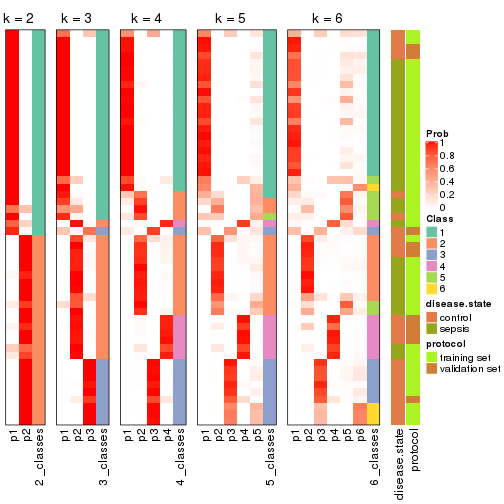 k = 2
k = 3
k = 4
k = 5
k = 6
p1
p2
2_classes
p1
p2
p3
3_classes
p1
p2
p3
p4
4_classes
p1
p2
p3
p4
p5
5_classes
p1
p2
p3
p4
p5
p6
6_classes
disease.state
protocol
Prob
1
0.8
0.6
0.4
0.2
0
Class
1
2
3
4
5
6
disease.state
control
sepsis
protocol
training set
validation set